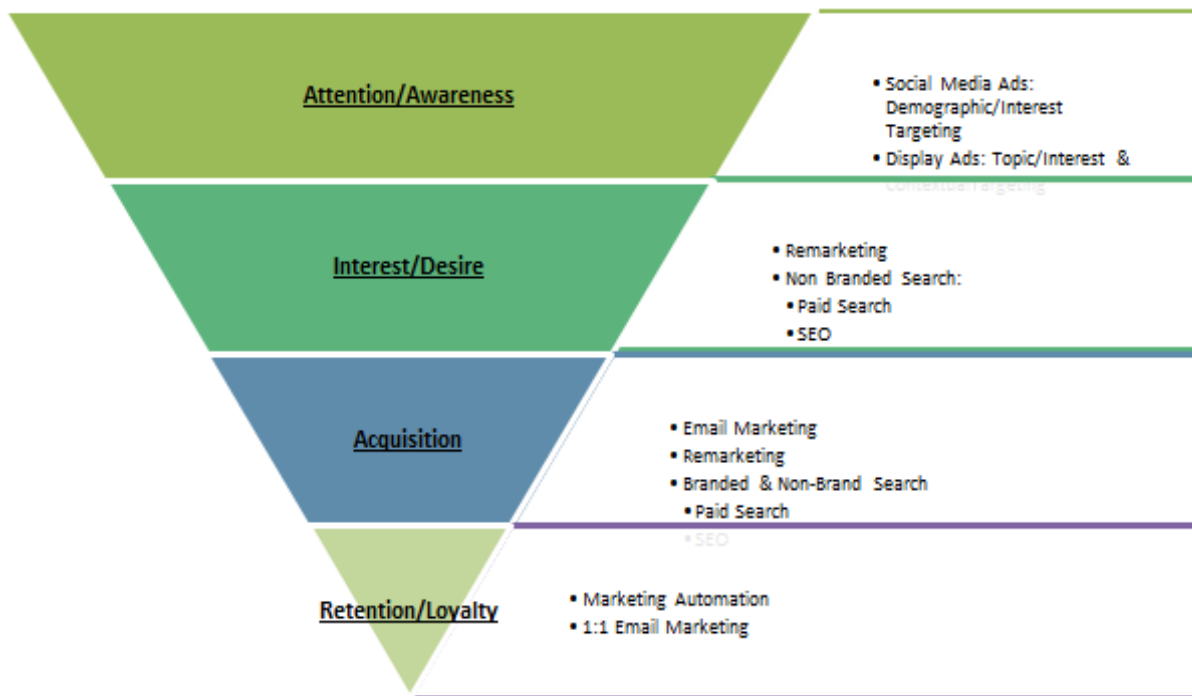 Attention/Awareness
• Social Media Ads:
Demographic/Interest
Targeting
• Display Ads: Topic/Interest &
ContextualTargeting
Interest/Desire
• Remarketing
• Non Branded Search:
• Paid Search
• SEO
Acquisition
• Email Marketing
• Remarketing
• Branded & Non-Brand Search
• Paid Search
• SEO
Retention/Loyalty
• Marketing Automation
• 1:1 Email Marketing